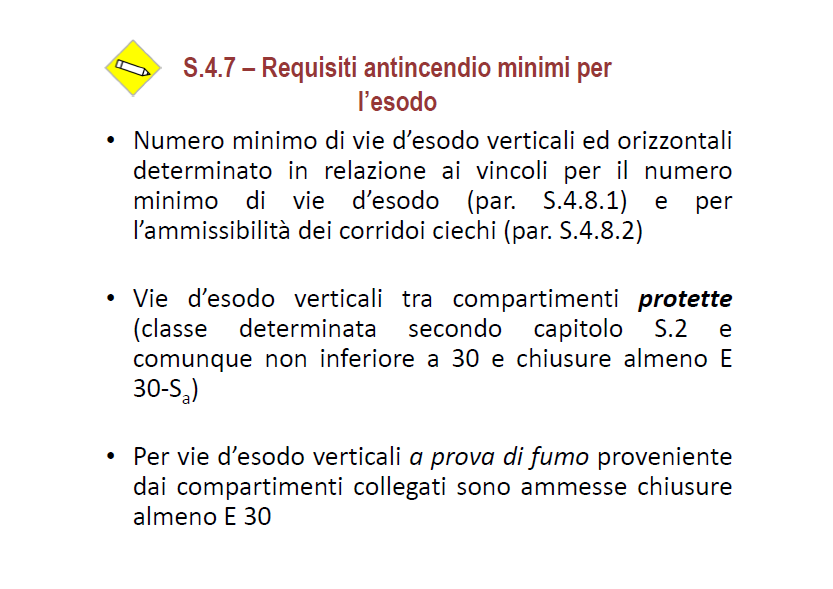 S.4.7 – Requisiti antincendio minimi per
l’esodo
• Numero minimo di vie d’esodo verticali ed orizzontali
determinato in relazione ai vincoli per il numero
minimo di vie d’esodo (par. S.4.8.1) e per
l’ammissibilità dei corridoi ciechi (par. S.4.8.2)
• Vie d’esodo verticali tra compartimenti protette
(classe determinata secondo capitolo S.2 e
comunque non inferiore a 30 e chiusure almeno E
30-Sa)
• Per vie d’esodo verticali a prova di fumo proveniente
dai compartimenti collegati sono ammesse chiusure
almeno E 30